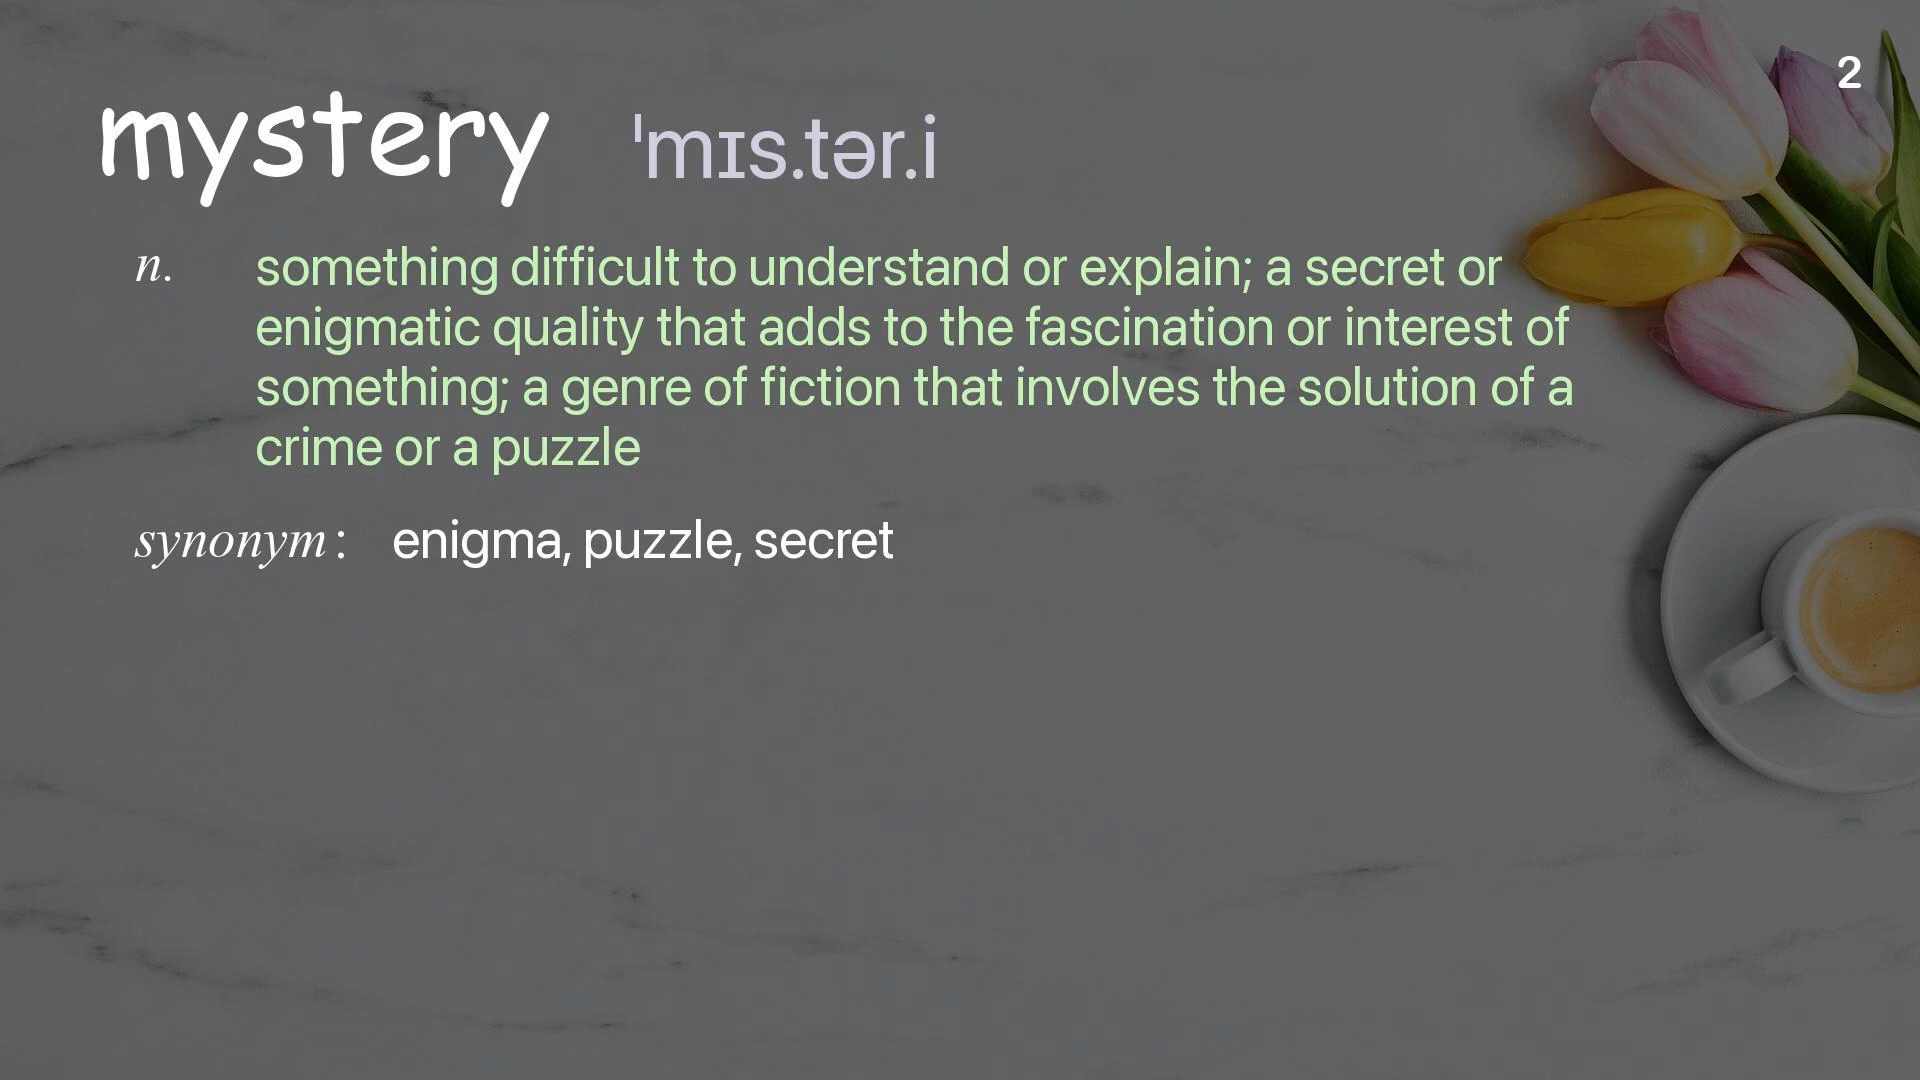 2
mystery ˈmɪs.tər.i
n. something difficult to understand or explain; a secret or
enigmatic quality that adds to the fascination or interest of
something; a genre of fiction that involves the solution of a
crime or a puzzle
synonym: enigma, puzzle, secret